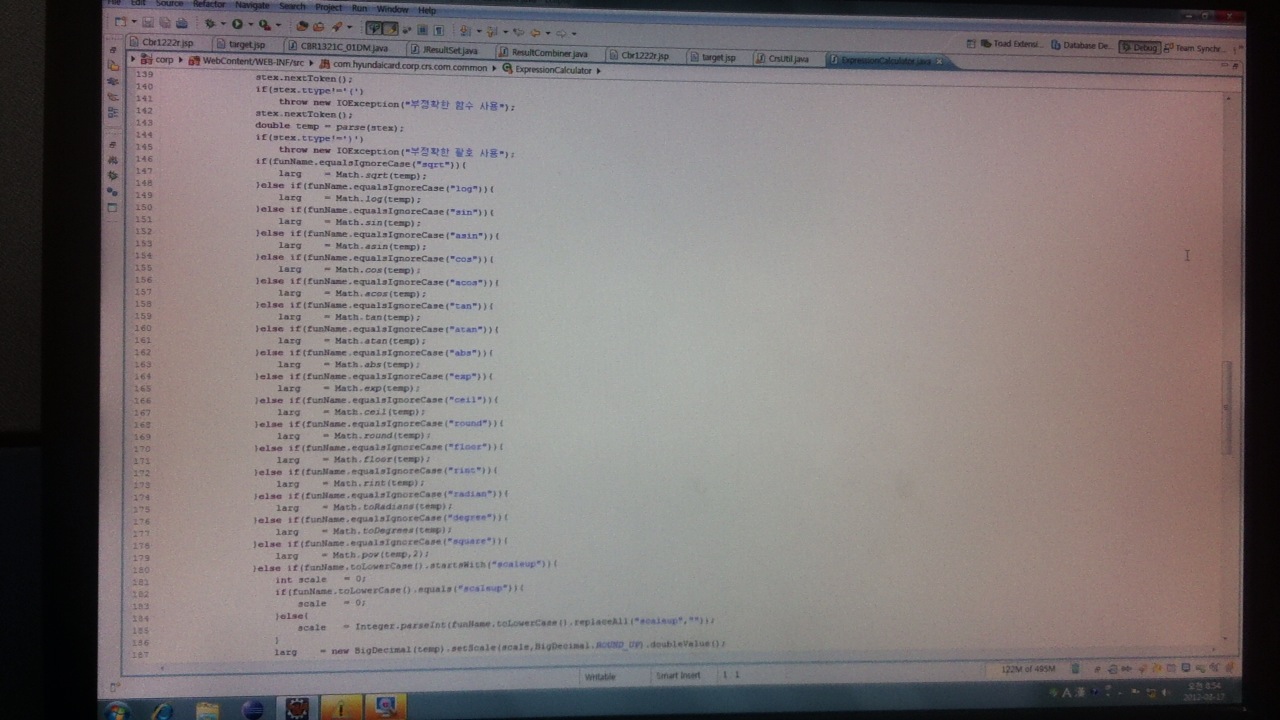 File Edit Source Refactor Navigate Search Project Run Window Help
Cbr1222r.jsp target.jsp CBR1321C_01DM.java JResultSet.java ResultCombiner.java Cbr1222r.jsp target.jsp CrsUtil.java ExpressionCalculator.java
Toad Extensi... Database De... Debug Team Synchr...
corp WebContent/WEB-INF/src com.hyundaicard.corp.crs.com.common ExpressionCalculator
139 stex.nextToken();
140 if(stex.ttype!='(')
141 throw new IOException("부정확한 함수 사용");
142 stex.nextToken();
143 double temp = parse(stex);
144 if(stex.ttype!=')')
145 throw new IOException("부정확한 괄호 사용");
146 if(funName.equalsIgnoreCase("sqrt")){
147 larg = Math.sqrt(temp);
148 }else if(funName.equalsIgnoreCase("log")){
149 larg = Math.log(temp);
150 }else if(funName.equalsIgnoreCase("sin")){
151 larg = Math.sin(temp);
152 }else if(funName.equalsIgnoreCase("asin")){
153 larg = Math.asin(temp);
154 }else if(funName.equalsIgnoreCase("cos")){
155 larg = Math.cos(temp);
156 }else if(funName.equalsIgnoreCase("acos")){
157 larg = Math.acos(temp);
158 }else if(funName.equalsIgnoreCase("tan")){
159 larg = Math.tan(temp);
160 }else if(funName.equalsIgnoreCase("atan")){
161 larg = Math.atan(temp);
162 }else if(funName.equalsIgnoreCase("abs")){
163 larg = Math.abs(temp);
164 }else if(funName.equalsIgnoreCase("exp")){
165 larg = Math.exp(temp);
166 }else if(funName.equalsIgnoreCase("ceil")){
167 larg = Math.ceil(temp);
168 }else if(funName.equalsIgnoreCase("round")){
169 larg = Math.round(temp);
170 }else if(funName.equalsIgnoreCase("floor")){
171 larg = Math.floor(temp);
172 }else if(funName.equalsIgnoreCase("rint")){
173 larg = Math.rint(temp);
174 }else if(funName.equalsIgnoreCase("radian")){
175 larg = Math.toRadians(temp);
176 }else if(funName.equalsIgnoreCase("degree")){
177 larg = Math.toDegrees(temp);
178 }else if(funName.equalsIgnoreCase("square")){
179 larg = Math.pow(temp,2);
180 }else if(funName.toLowerCase().startsWith("scaleup")){
181 int scale = 0;
182 if(funName.toLowerCase().equals("scaleup")){
183 scale = 0;
184 }else{
185 scale = Integer.parseInt(funName.toLowerCase().replaceAll("scaleup",""));
186 }
187 larg = new BigDecimal(temp).setScale(scale,BigDecimal.ROUND_UP).doubleValue();
Writable Smart Insert 1 : 1 122M of 495M
A 漢
오전 8:54
2012-08-17